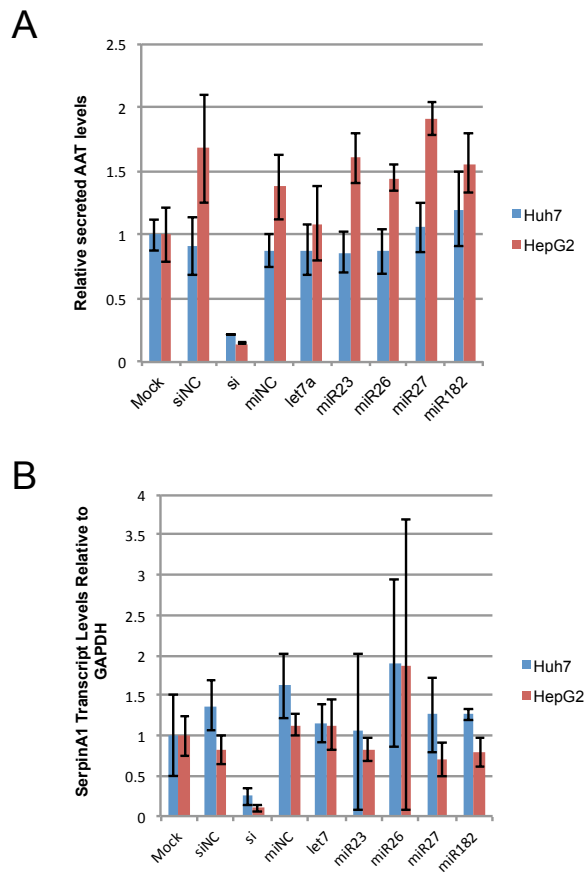 A
Relative secreted AAT levels
2.5
2
1.5
1
0.5
0
Mock
siNC
si
miNC
let7a
miR23
miR26
miR27
miR182
Huh7
HepG2
B
SerpinA1 Transcript Levels Relative to
GAPDH
4
3.5
3
2.5
2
1.5
1
0.5
0
Mock
siNC
si
miNC
let7
miR23
miR26
miR27
miR182
Huh7
HepG2